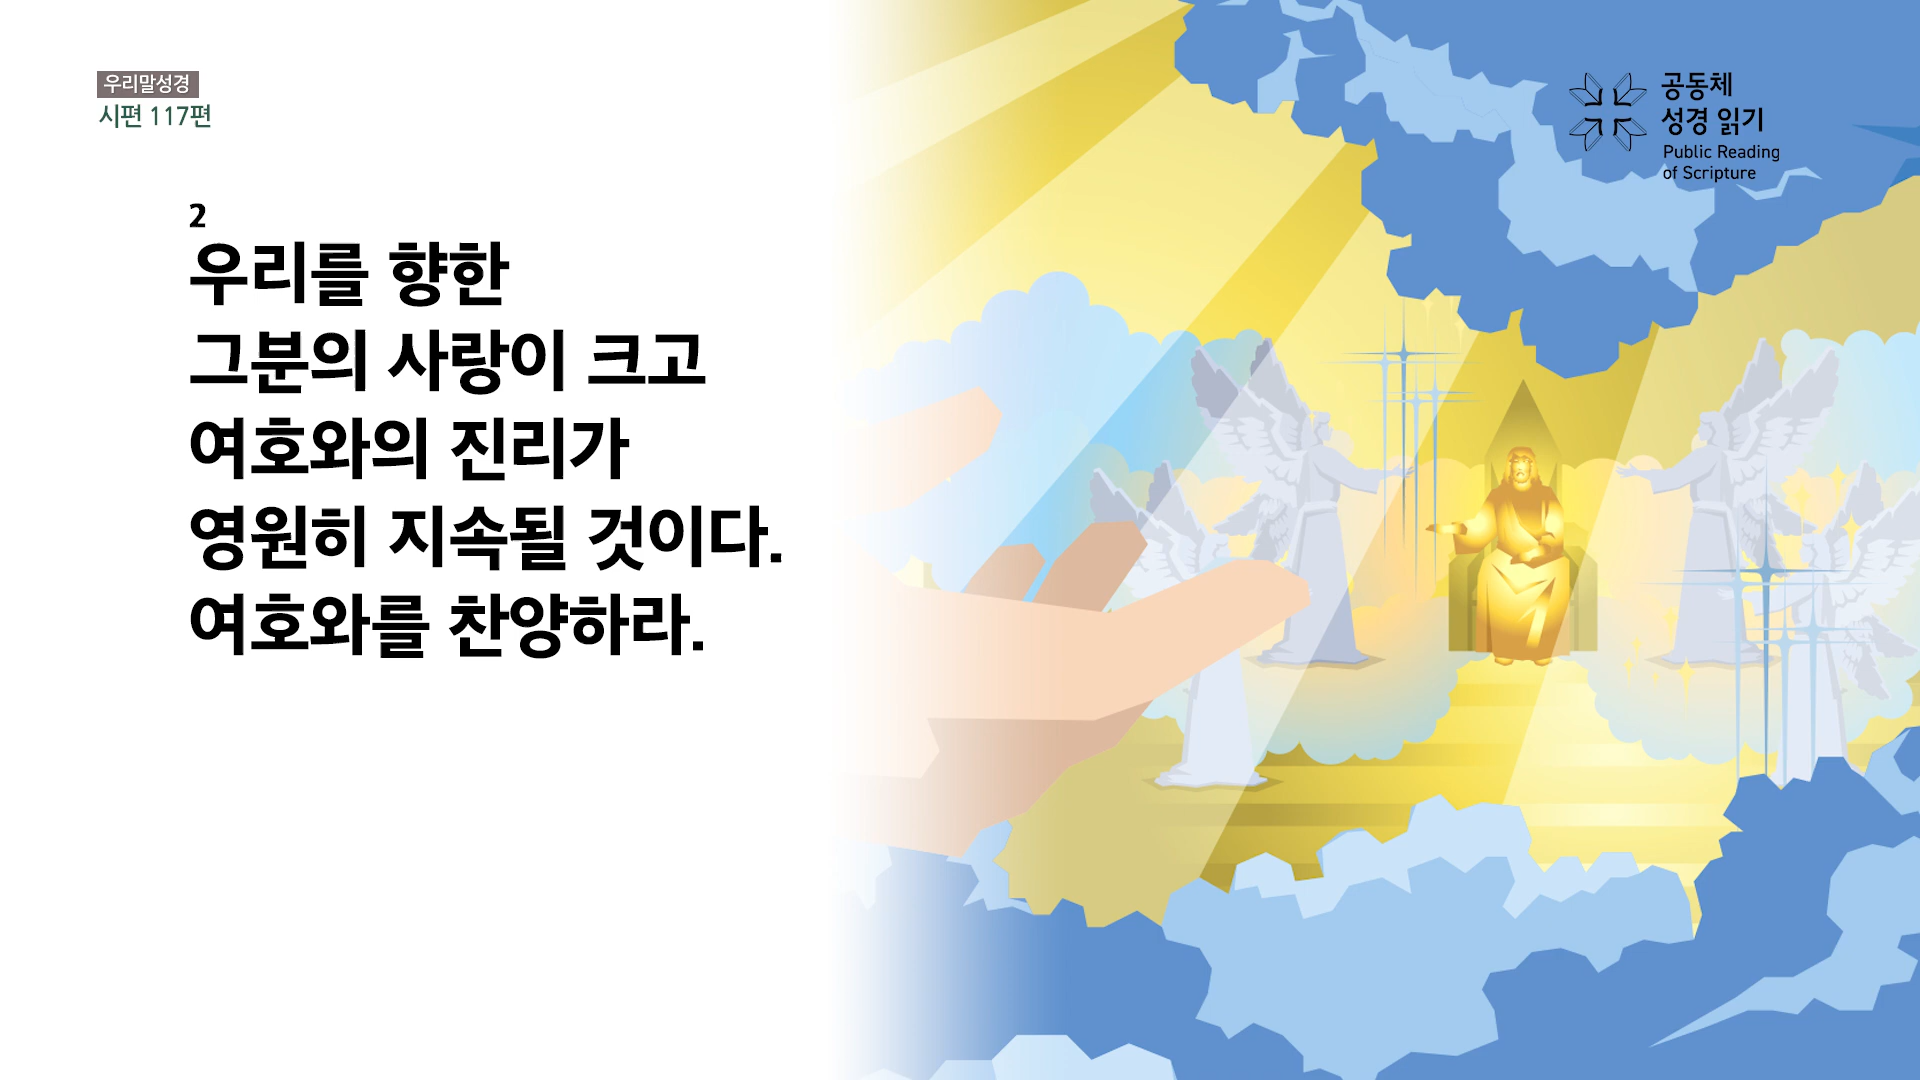 우리말성경
시편 117편
공동체
성경 읽기
Public Reading
of Scripture
2
우리를 향한
그분의 사랑이 크고
여호와의 진리가
영원히 지속될 것이다.
여호와를 찬양하라.